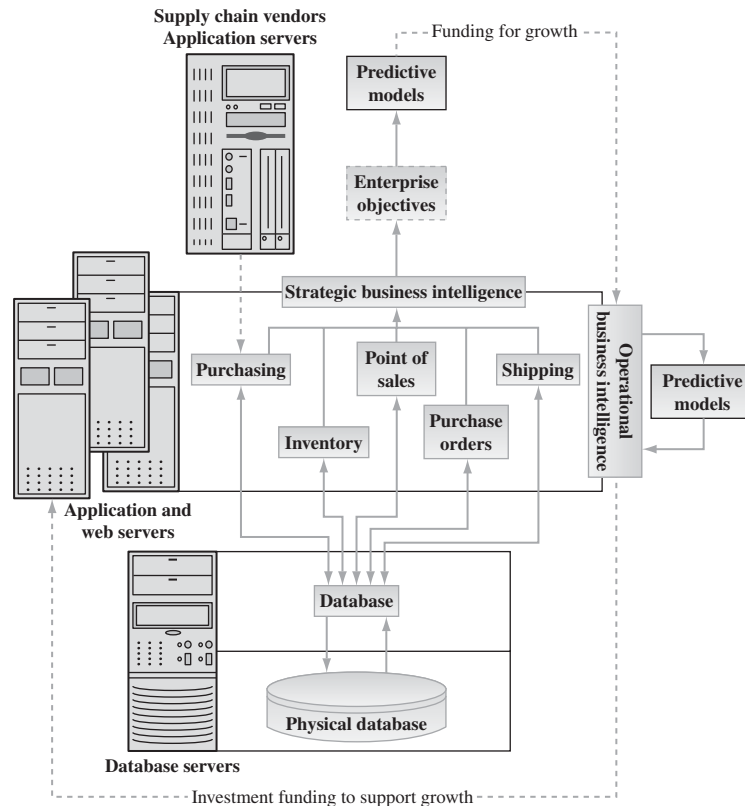 Supply chain vendors
Application servers
Funding for growth
Predictive
models
Enterprise
objectives
Strategic business intelligence
Purchasing
Point of
sales
Shipping
Operational
business intelligence
Predictive
models
Inventory
Purchase
orders
Application and
web servers
Database
Physical database
Database servers
Investment funding to support growth